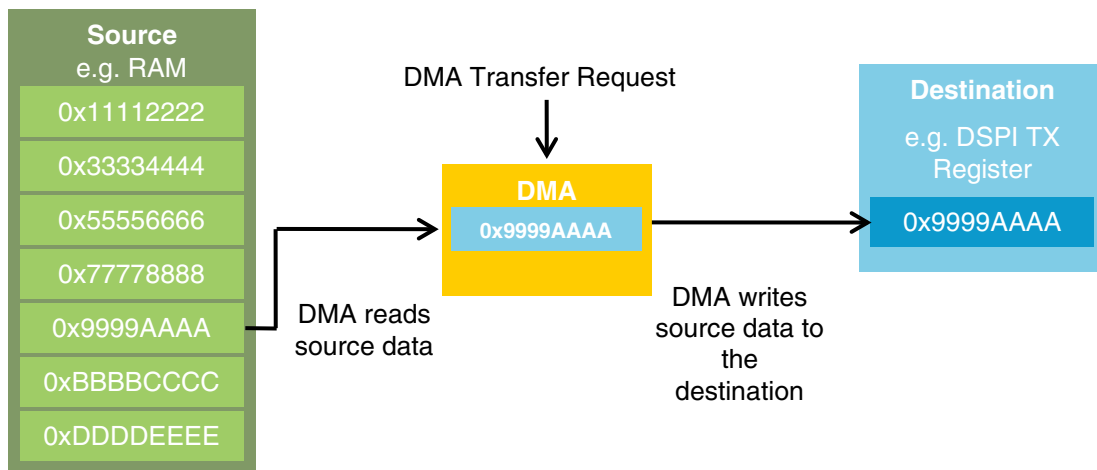 Source
e.g. RAM
0x11112222
0x33334444
0x55556666
0x77778888
0x9999AAAA
0xBBBBCCCC
0xDDDDEEEE
DMA reads
source data
DMA Transfer Request
DMA
0x9999AAAA
DMA writes
source data to
the
destination
Destination
e.g. DSPI TX
Register
0x9999AAAA